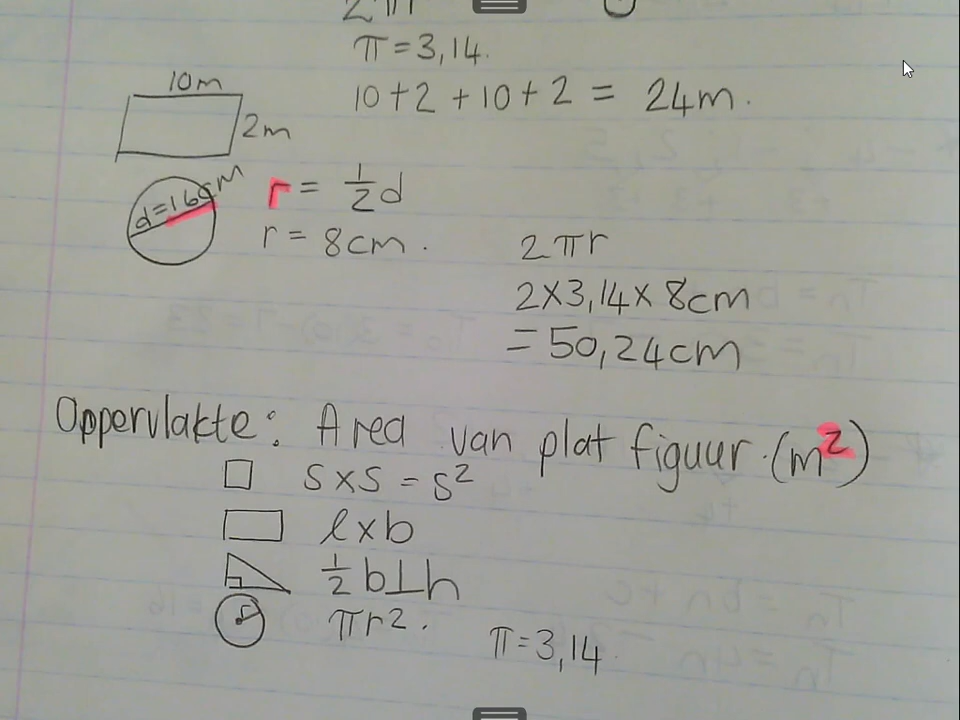 2πr
π = 3,14.
10m
10 + 2 + 10 + 2 = 24m.
2m
d=16cm
r = ½d
r = 8cm.
2πr
2×3,14×8cm
= 50,24cm
Oppervlakte: Area van plat figuur. (m²)
s×s = s²
l×b
½ b⊥h
r
πr².
π=3,14